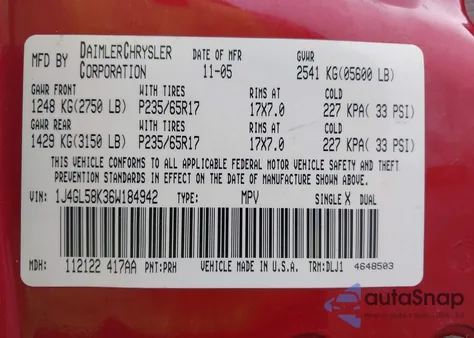 MFD BY DAIMLERCHRYSLER CORPORATION DATE OF MFR 11-05 GVWR 2541 KG(05600 LB)
GAWR FRONT WITH TIRES RIMS AT COLD
1248 KG(2750 LB) P235/65R17 17X7.0 227 KPA( 33 PSI)
GAWR REAR WITH TIRES RIMS AT COLD
1429 KG(3150 LB) P235/65R17 17X7.0 227 KPA( 33 PSI)
THIS VEHICLE CONFORMS TO ALL APPLICABLE FEDERAL MOTOR VEHICLE SAFETY AND THEFT
PREVENTION STANDARDS IN EFFECT ON THE DATE OF MANUFACTURE SHOWN ABOVE.
VIN: 1J4GL58K36W184942 TYPE: MPV SINGLE X DUAL
MDH: 112122 417AA PNT:PRH VEHICLE MADE IN U.S.A. TRM:DLJ1 4648503
autoSnap